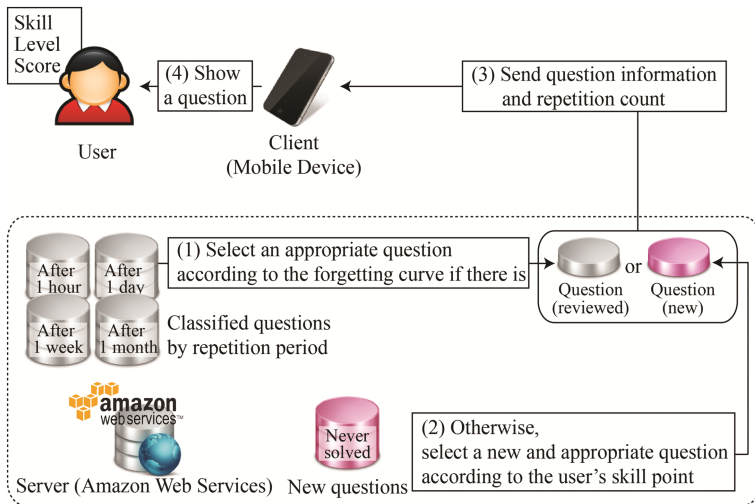 Skill
Level
Score
(4) Show
a question
(3) Send question information
and repetition count
User
Client
(Mobile Device)
After
1 hour
After
1 day
(1) Select an appropriate question
according to the forgetting curve if there is
or
Question
(reviewed)
Question
(new)
After
1 week
After
1 month
Classified questions
by repetition period
amazon
web services™
Server (Amazon Web Services)
Never
solved
New questions
(2) Otherwise,
select a new and appropriate question
according to the user's skill point